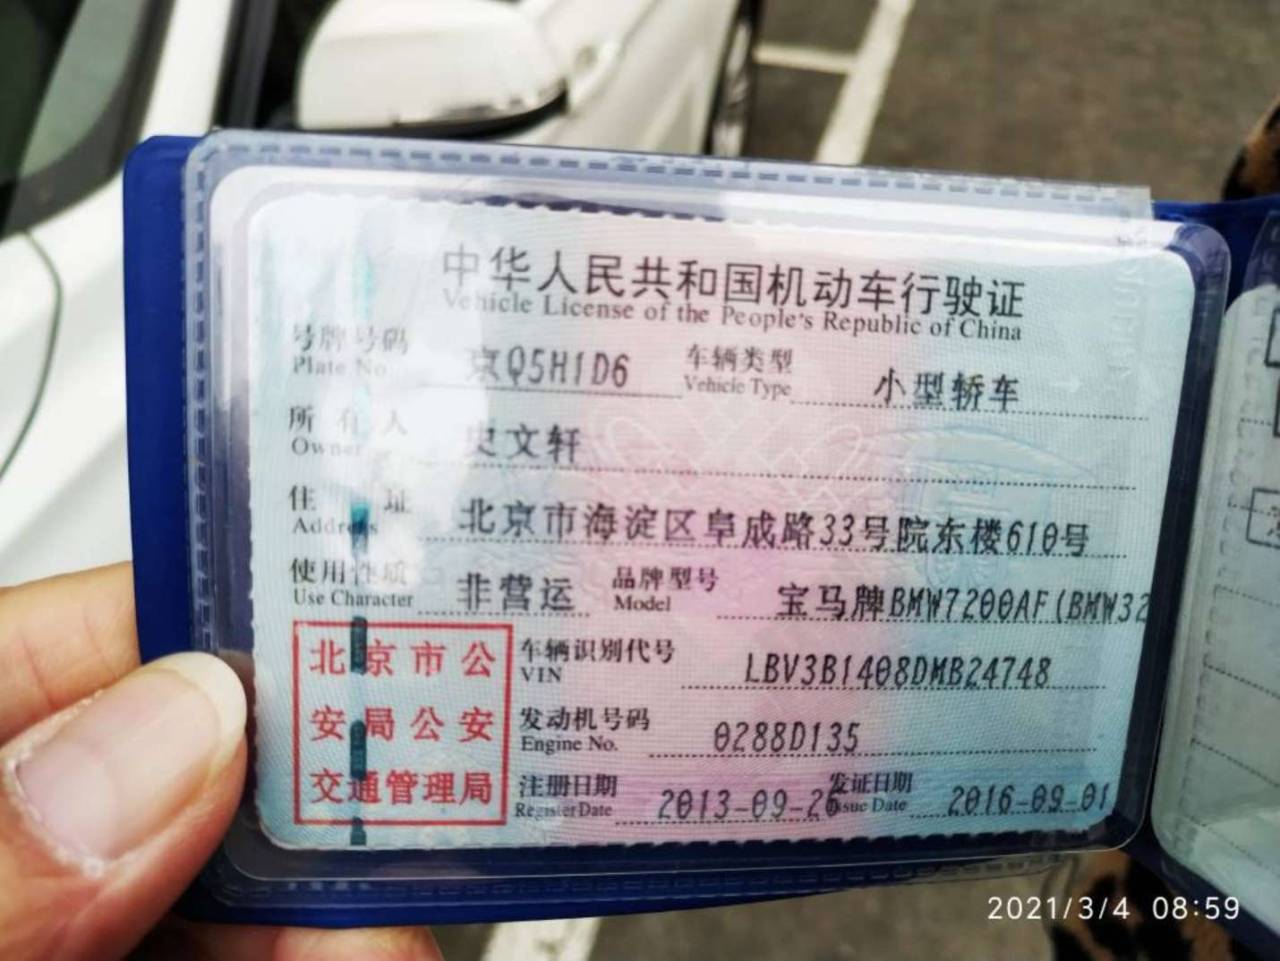 中华人民共和国机动车行驶证
Vehicle License of the People's Republic of China
号牌号码 京Q5H1D6 车辆类型 小型轿车
Plate No. Vehicle Type
所有人 史文轩
Owner
住址 北京市海淀区阜成路33号院东楼610号
Address
使用性质 非营运 品牌型号 宝马牌BMW7200AF(BMW32
Use Character Model
北京市公
安局公安
交通管理局
车辆识别代号 LBV3B1408DMB24748
VIN
发动机号码 0288D135
Engine No.
注册日期 2013-09-26 发证日期 2016-09-01
Register Date Issue Date
2021/3/4 08:59